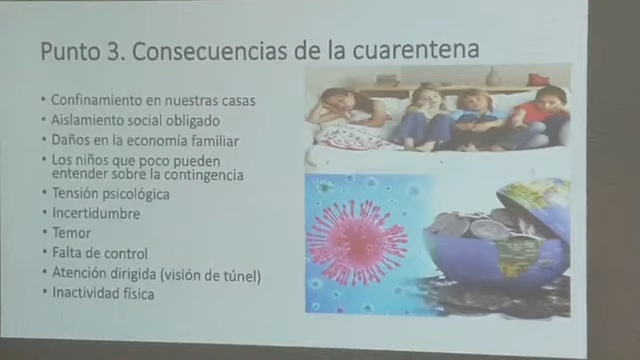 Punto 3. Consecuencias de la cuarentena
• Confinamiento en nuestras casas
• Aislamiento social obligado
• Daños en la economía familiar
• Los niños que poco pueden
entender sobre la contingencia
• Tensión psicológica
• Incertidumbre
• Temor
• Falta de control
• Atención dirigida (visión de túnel)
• Inactividad física